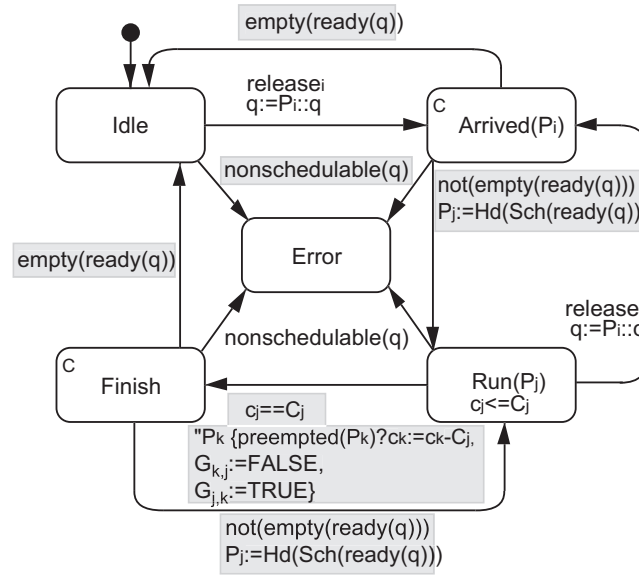 empty(ready(q))
releasei
q:=Pi::q
Idle
C
Arrived(Pi)
nonschedulable(q)
not(empty(ready(q)))
Pj:=Hd(Sch(ready(q))
Error
empty(ready(q))
release
q:=Pi::q
nonschedulable(q)
C
Finish
Run(Pj)
cj<=Cj
cj==Cj
"Pk {preempted(Pk)?ck:=ck-Cj,
Gk,j:=FALSE,
Gj,k:=TRUE}
not(empty(ready(q)))
Pj:=Hd(Sch(ready(q)))